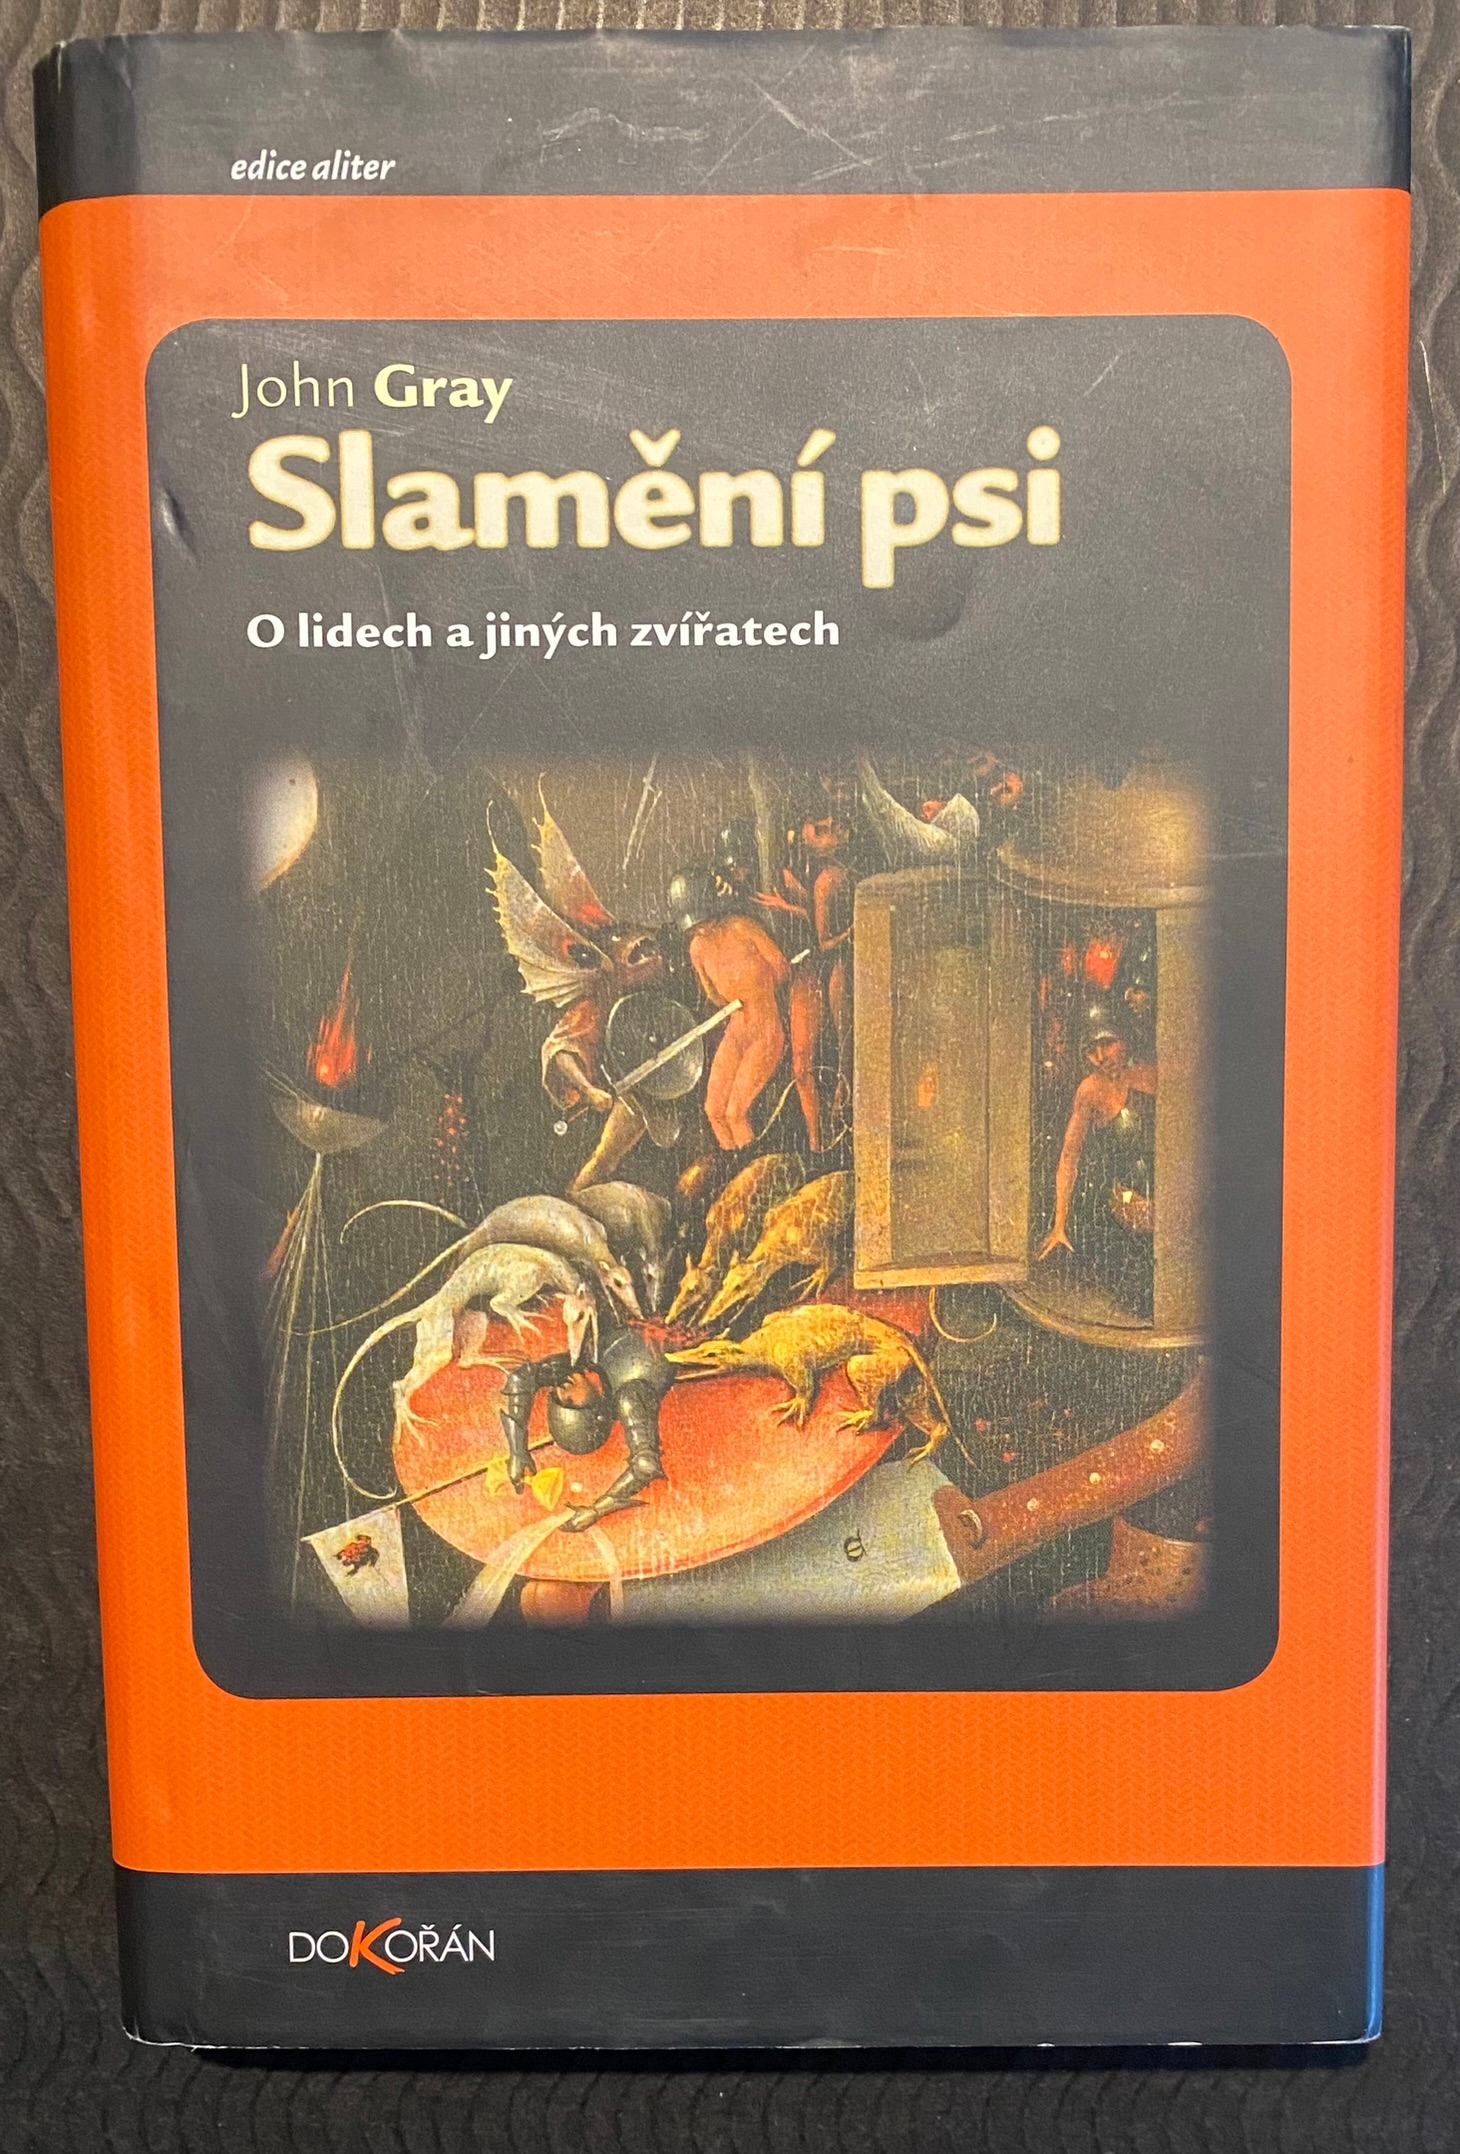 edice aliter
John Gray
Slamění psi
O lidech a jiných zvířatech
DOKOŘÁN